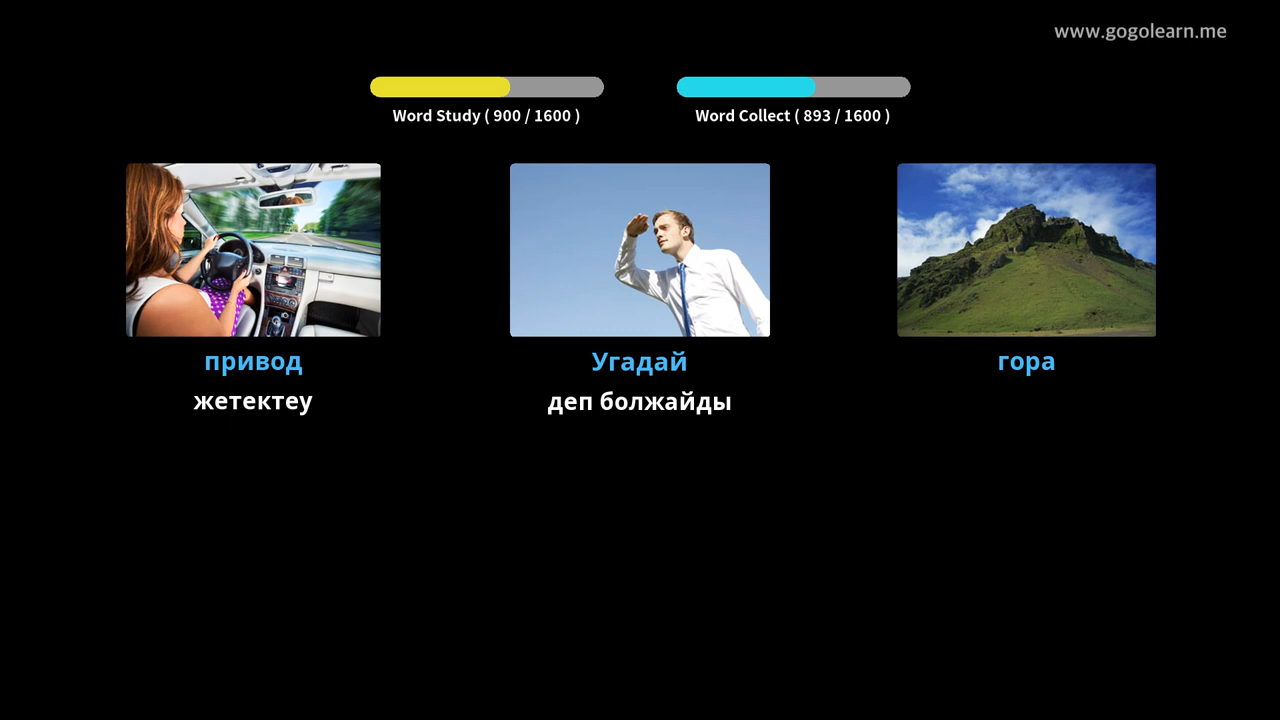 www.gogolearn.me
Word Study ( 900 / 1600 )
Word Collect ( 893 / 1600 )
привод
жетектеу
Угадай
деп болжайды
гора